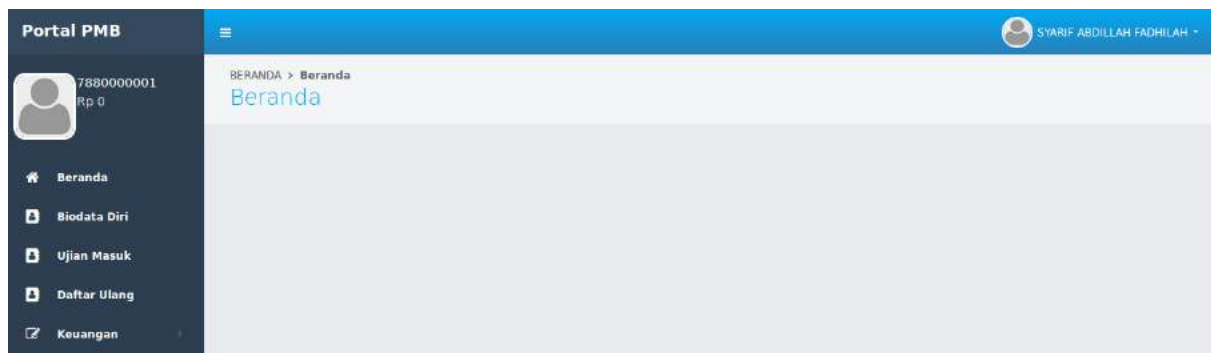 Portal PMB
SYARIF ABDILLAH FADHILAH
7880000001
Rp 0
BERANDA > Beranda
Beranda
Beranda
Biodata Diri
Ujian Masuk
Daftar Ulang
Keuangan